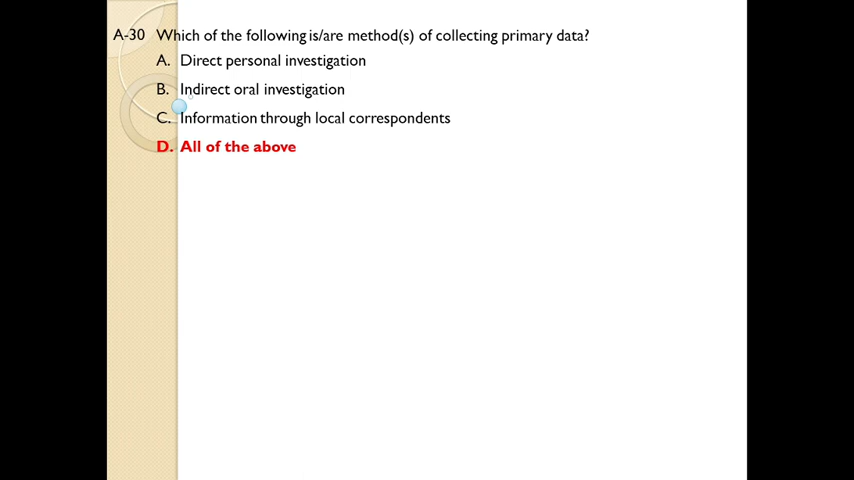 A-30 Which of the following is/are method(s) of collecting primary data?
A. Direct personal investigation
B. Indirect oral investigation
C. Information through local correspondents
D. All of the above